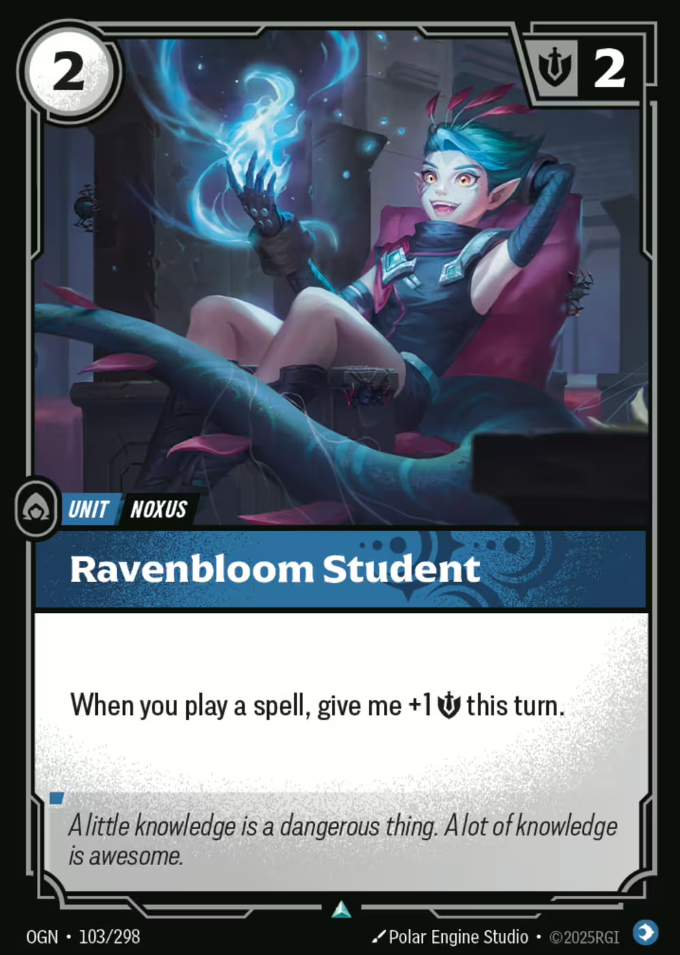 2
2
UNIT NOXUS
Ravenbloom Student
When you play a spell, give me +1 this turn.
A little knowledge is a dangerous thing. A lot of knowledge
is awesome.
OGN • 103/298
Polar Engine Studio • ©2025RGI